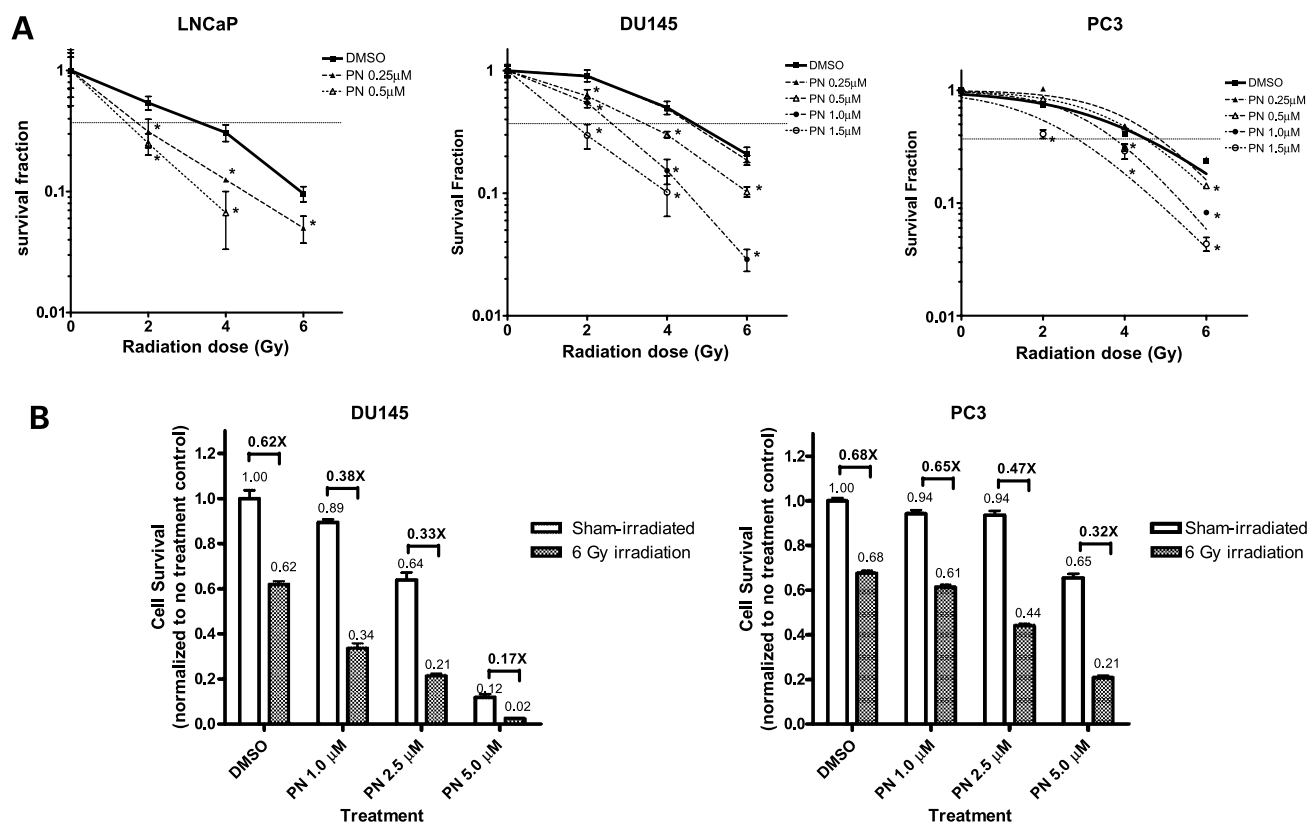 A
LNCaP
survival fraction
1
0.1
0.01
0
2
4
6
Radiation dose (Gy)
DMSO
PN 0.25μM
PN 0.5μM
*
*
*
*
*
DU145
Survival Fraction
1
0.1
0.01
0
2
4
6
Radiation dose (Gy)
DMSO
PN 0.25μM
PN 0.5μM
PN 1.0μM
PN 1.5μM
*
*
*
*
*
*
*
*
PC3
Survival Fraction
1
0.1
0.01
0
2
4
6
Radiation dose (Gy)
DMSO
PN 0.25μM
PN 0.5μM
PN 1.0μM
PN 1.5μM
*
*
*
*
*
*
B
DU145
Cell Survival
(normalized to no treatment control)
1.2
1.0
0.8
0.6
0.4
0.2
0.0
0.62X
1.00
0.62
0.38X
0.89
0.34
0.33X
0.64
0.21
0.17X
0.12
0.02
DMSO
PN 1.0 μM
PN 2.5 μM
PN 5.0 μM
Treatment
Sham-irradiated
6 Gy irradiation
PC3
Cell Survival
(normalized to no treatment control)
1.2
1.0
0.8
0.6
0.4
0.2
0.0
0.68X
1.00
0.68
0.65X
0.94
0.61
0.47X
0.94
0.44
0.32X
0.65
0.21
DMSO
PN 1.0 μM
PN 2.5 μM
PN 5.0 μM
Treatment
Sham-irradiated
6 Gy irradiation